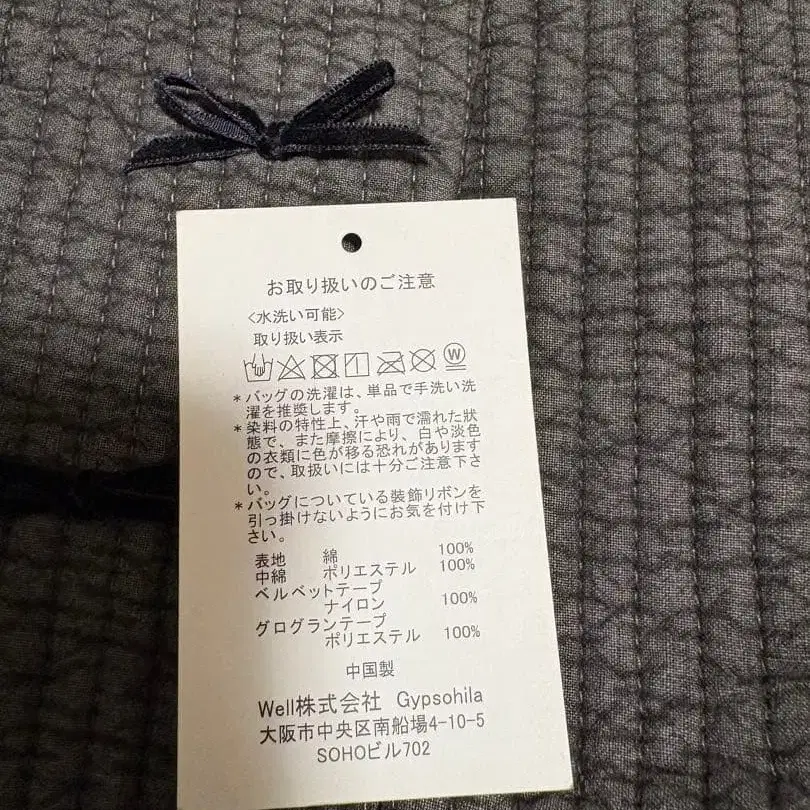 お取り扱いのご注意
〈水洗い可能〉
取り扱い表示
W
＊バッグの洗濯は、単品で手洗い洗
濯を推奨します。
＊染料の特性上、汗や雨で濡れた状
態で、また摩擦により、白や淡色
の衣類に色が移る恐れがあります
ので、取扱いには十分ご注意下さ
い。
＊バッグについている装飾リボンを
引っ掛けないようにお気を付け下
さい。
表地 綿 100%
中綿 ポリエステル 100%
ベルベットテープ
ナイロン 100%
グログランテープ
ポリエステル 100%
中国製
Well株式会社 Gypsohila
大阪市中央区南船場4-10-5
SOHOビル702